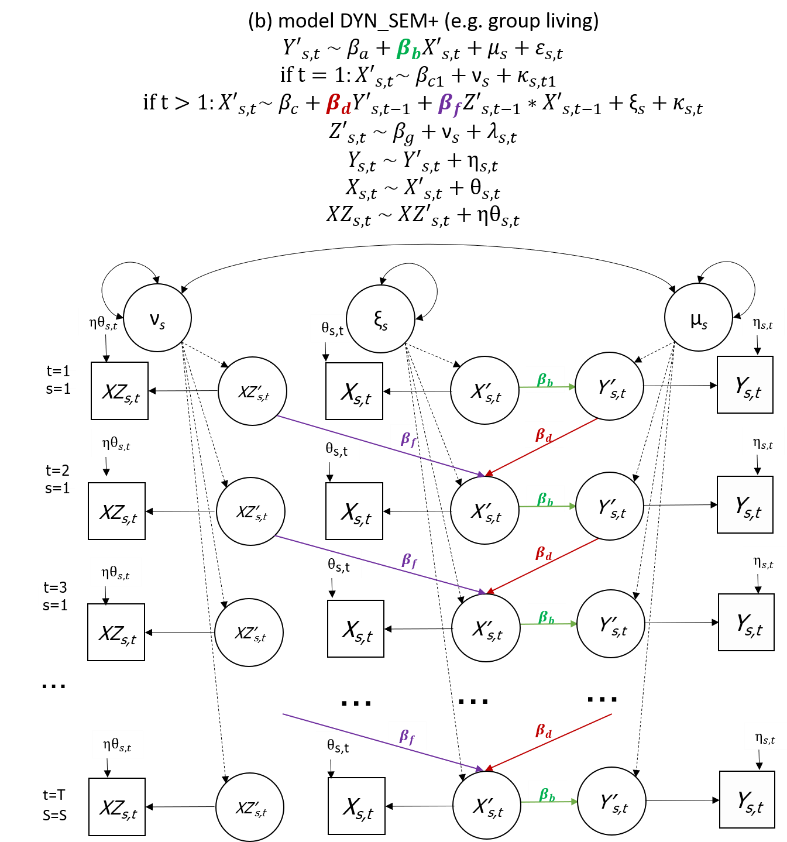 (b) model DYN_SEM+ (e.g. group living)
Y′s,t ~ βa + βbX′s,t + μs + εs,t
if t = 1: X′s,t~ βc1 + νs + κs,t1
if t > 1: X′s,t~ βc + βdY′s,t−1 + βfZ′s,t−1 ∗ X′s,t−1 + ξs + κs,t
Z′s,t ~ βg + νs + λs,t
Ys,t ~ Y′s,t + ηs,t
Xs,t ~ X′s,t + θs,t
XZs,t ~ XZ′s,t + ηθs,t
νs ξs μs
ηθs,t θs,t ηs,t
t=1
s=1
XZs,t XZ′s,t Xs,t X′s,t βb Y′s,t Ys,t
βf βd
ηθs,t θs,t ηs,t
t=2
s=1
XZs,t XZ′s,t Xs,t X′s,t βb Y′s,t Ys,t
βf βd
ηθs,t θs,t ηs,t
t=3
s=1
XZs,t XZ′s,t Xs,t X′s,t βb Y′s,t Ys,t
... ... ... ...
βf βd
ηθs,t θs,t ηs,t
t=T
S=S
XZs,t XZ′s,t Xs,t X′s,t βb Y′s,t Ys,t